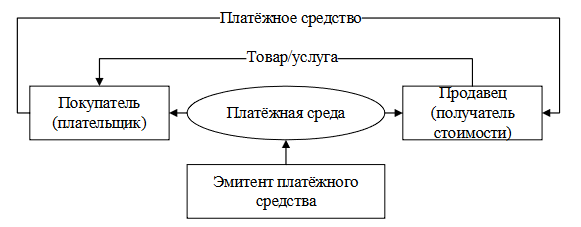 Платёжное средство
Товар/услуга
Покупатель
(плательщик)
Платёжная среда
Продавец
(получатель
стоимости)
Эмитент платёжного
средства